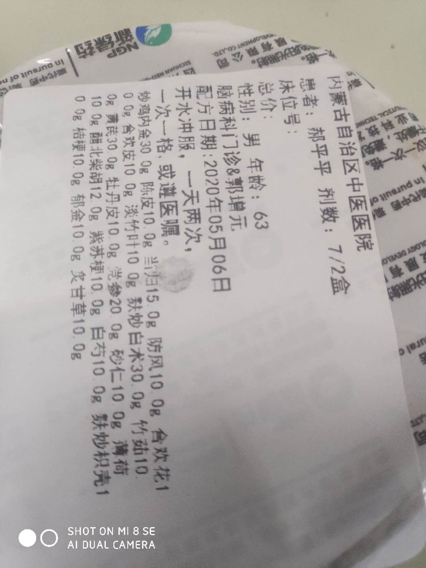 内蒙古自治区中医医院
患者：郝平平 剂数：7/2盒
床位号：
总价：
性别：男 年龄：63
脑病科门诊&郭增元
配方日期:2020年05月06日
开水冲服，一天两次，
一次一格，或遵医嘱。
炒鸡内金30.0g 陈皮10.0g 当归15.0g 防风10.0g 合欢花1
0.0g 合欢皮10.0g 淡竹叶10.0g 麸炒白术30.0g 竹茹10.
0g 黄芪30.0g 牡丹皮10.0g 党参20.0g 砂仁10.0g 薄荷
10.0g 醋北柴胡12.0g 紫苏梗10.0g 白芍10.0g 麸炒枳壳1
0.0g 桔梗10.0g 郁金10.0g 炙甘草10.0g
NGP
新绿药
in pursuit of n
SHOT ON MI 8 SE
AI DUAL CAMERA